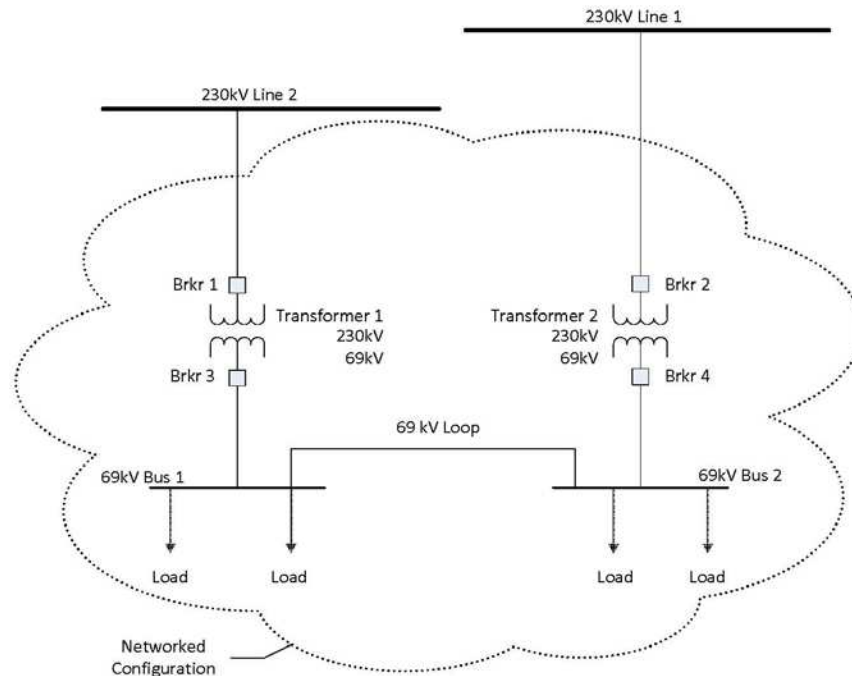 230kV Line 1
230kV Line 2
Brkr 1
Brkr 2
Transformer 1
230kV
69kV
Transformer 2
230kV
69kV
Brkr 3
Brkr 4
69 kV Loop
69kV Bus 1
69kV Bus 2
Load
Load
Load
Load
Networked
Configuration